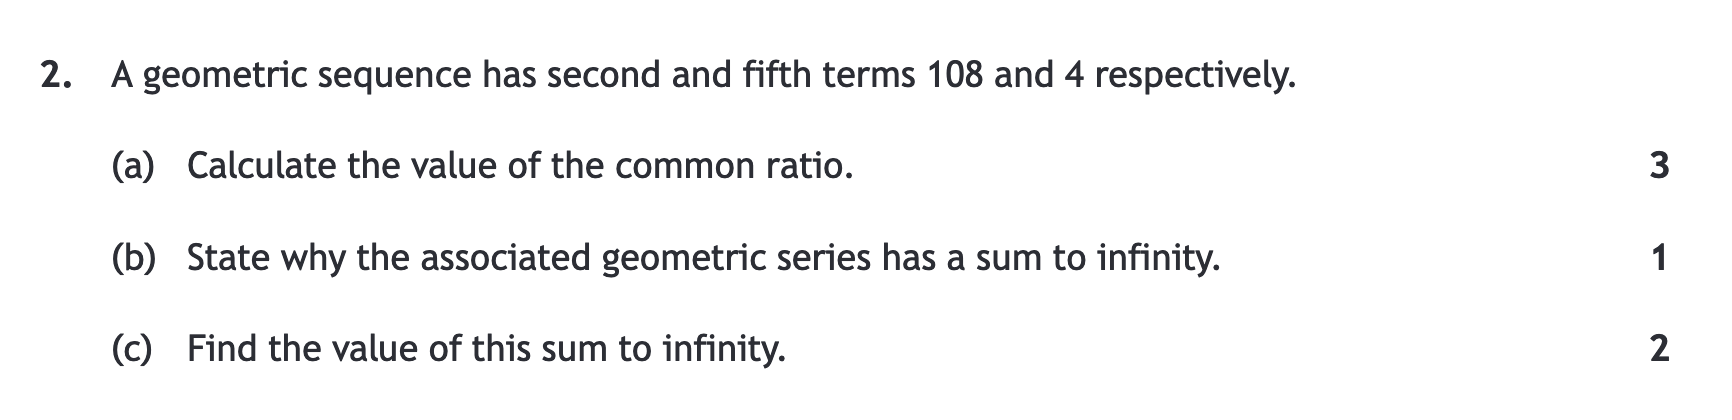 2. A geometric sequence has second and fifth terms 108 and 4 respectively.
(a) Calculate the value of the common ratio. 3
(b) State why the associated geometric series has a sum to infinity. 1
(c) Find the value of this sum to infinity. 2